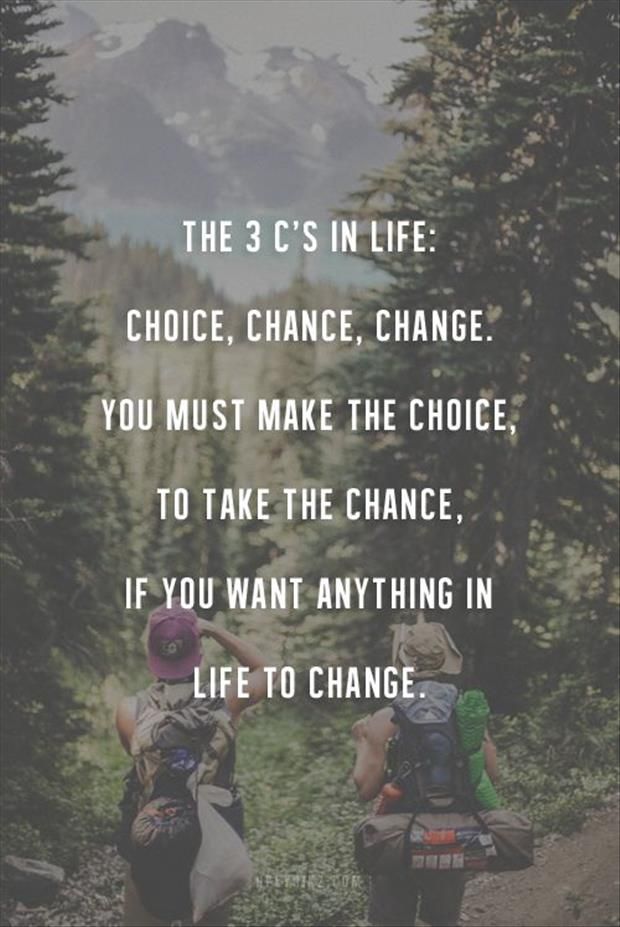 THE 3 C'S IN LIFE:
CHOICE, CHANCE, CHANGE.
YOU MUST MAKE THE CHOICE,
TO TAKE THE CHANCE,
IF YOU WANT ANYTHING IN
LIFE TO CHANGE.